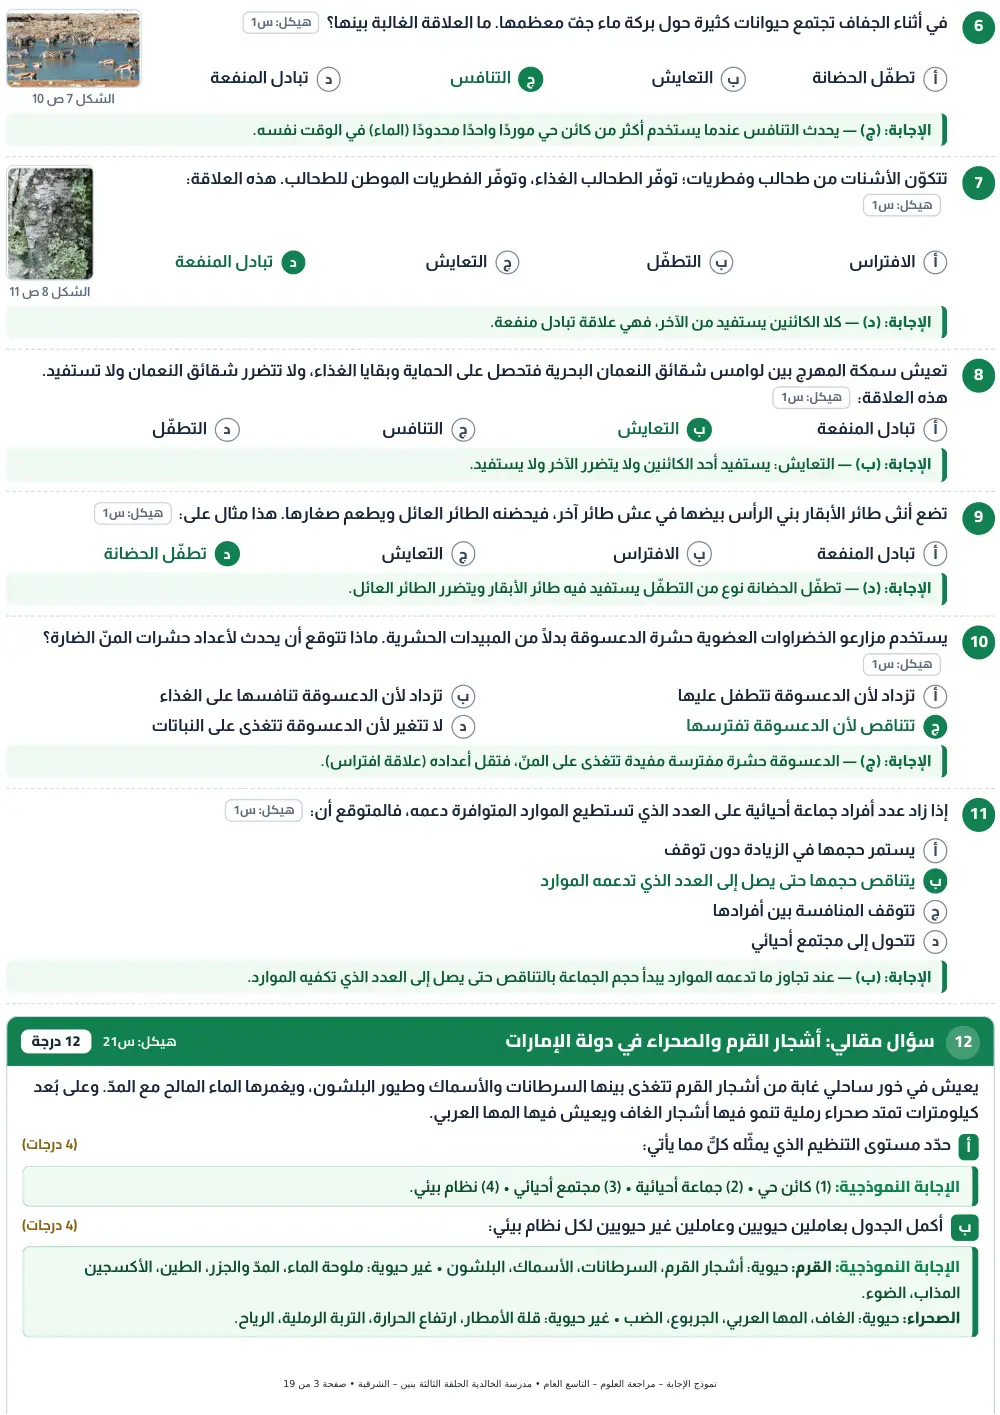 6 في أثناء الجفاف تجتمع حيوانات كثيرة حول بركة ماء جفّ معظمها. ما العلاقة الغالبة بينها؟ هيكل: س1
أ تطفّل الحضانة ب التعايش ج التنافس د تبادل المنفعة
الشكل 7 ص 10
الإجابة: (ج) — يحدث التنافس عندما يستخدم أكثر من كائن حي موردًا واحدًا محدودًا (الماء) في الوقت نفسه.
7 تتكوّن الأشنات من طحالب وفطريات؛ توفّر الطحالب الغذاء، وتوفّر الفطريات الموطن للطحالب. هذه العلاقة:
هيكل: س1
أ الافتراس ب التطفّل ج التعايش د تبادل المنفعة
الشكل 8 ص 11
الإجابة: (د) — كلا الكائنين يستفيد من الآخر، فهي علاقة تبادل منفعة.
8 تعيش سمكة المهرج بين لوامس شقائق النعمان البحرية فتحصل على الحماية وبقايا الغذاء، ولا تتضرر شقائق النعمان ولا تستفيد.
هذه العلاقة: هيكل: س1
أ تبادل المنفعة ب التعايش ج التنافس د التطفّل
الإجابة: (ب) — التعايش: يستفيد أحد الكائنين ولا يتضرر الآخر ولا يستفيد.
9 تضع أنثى طائر الأبقار بني الرأس بيضها في عش طائر آخر، فيحضنه الطائر العائل ويطعم صغارها. هذا مثال على: هيكل: س1
أ تبادل المنفعة ب الافتراس ج التعايش د تطفّل الحضانة
الإجابة: (د) — تطفّل الحضانة نوع من التطفّل يستفيد فيه طائر الأبقار ويتضرر الطائر العائل.
10 يستخدم مزارعو الخضراوات العضوية حشرة الدعسوقة بدلًا من المبيدات الحشرية. ماذا تتوقع أن يحدث لأعداد حشرات المنّ الضارة؟
هيكل: س1
أ تزداد لأن الدعسوقة تتطفل عليها ب تزداد لأن الدعسوقة تنافسها على الغذاء
ج تتناقص لأن الدعسوقة تفترسها د لا تتغير لأن الدعسوقة تتغذى على النباتات
الإجابة: (ج) — الدعسوقة حشرة مفترسة مفيدة تتغذى على المنّ، فتقل أعداده (علاقة افتراس).
11 إذا زاد عدد أفراد جماعة أحيائية على العدد الذي تستطيع الموارد المتوافرة دعمه، فالمتوقع أن: هيكل: س1
أ يستمر حجمها في الزيادة دون توقف
ب يتناقص حجمها حتى يصل إلى العدد الذي تدعمه الموارد
ج تتوقف المنافسة بين أفرادها
د تتحول إلى مجتمع أحيائي
الإجابة: (ب) — عند تجاوز ما تدعمه الموارد يبدأ حجم الجماعة بالتناقص حتى يصل إلى العدد الذي تكفيه الموارد.
12 سؤال مقالي: أشجار القرم والصحراء في دولة الإمارات هيكل: س21 12 درجة
يعيش في خور ساحلي غابة من أشجار القرم تتغذى بينها السرطانات والأسماك وطيور البلشون، ويغمرها الماء المالح مع المدّ. وعلى بُعد
كيلومترات تمتد صحراء رملية تنمو فيها أشجار الغاف ويعيش فيها المها العربي.
أ حدّد مستوى التنظيم الذي يمثّله كلٌّ مما يأتي: (4 درجات)
الإجابة النموذجية: (1) كائن حي • (2) جماعة أحيائية • (3) مجتمع أحيائي • (4) نظام بيئي.
ب أكمل الجدول بعاملين حيويين وعاملين غير حيويين لكل نظام بيئي: (4 درجات)
الإجابة النموذجية: القرم: حيوية: أشجار القرم، السرطانات، الأسماك، البلشون • غير حيوية: ملوحة الماء، المدّ والجزر، الطين، الأكسجين
المذاب، الضوء.
الصحراء: حيوية: الغاف، المها العربي، الجربوع، الضب • غير حيوية: قلة الأمطار، ارتفاع الحرارة، التربة الرملية، الرياح.
نموذج الإجابة – مراجعة العلوم – التاسع العام • مدرسة الخالدية الحلقة الثالثة بنين – الشرقية • صفحة 3 من 19